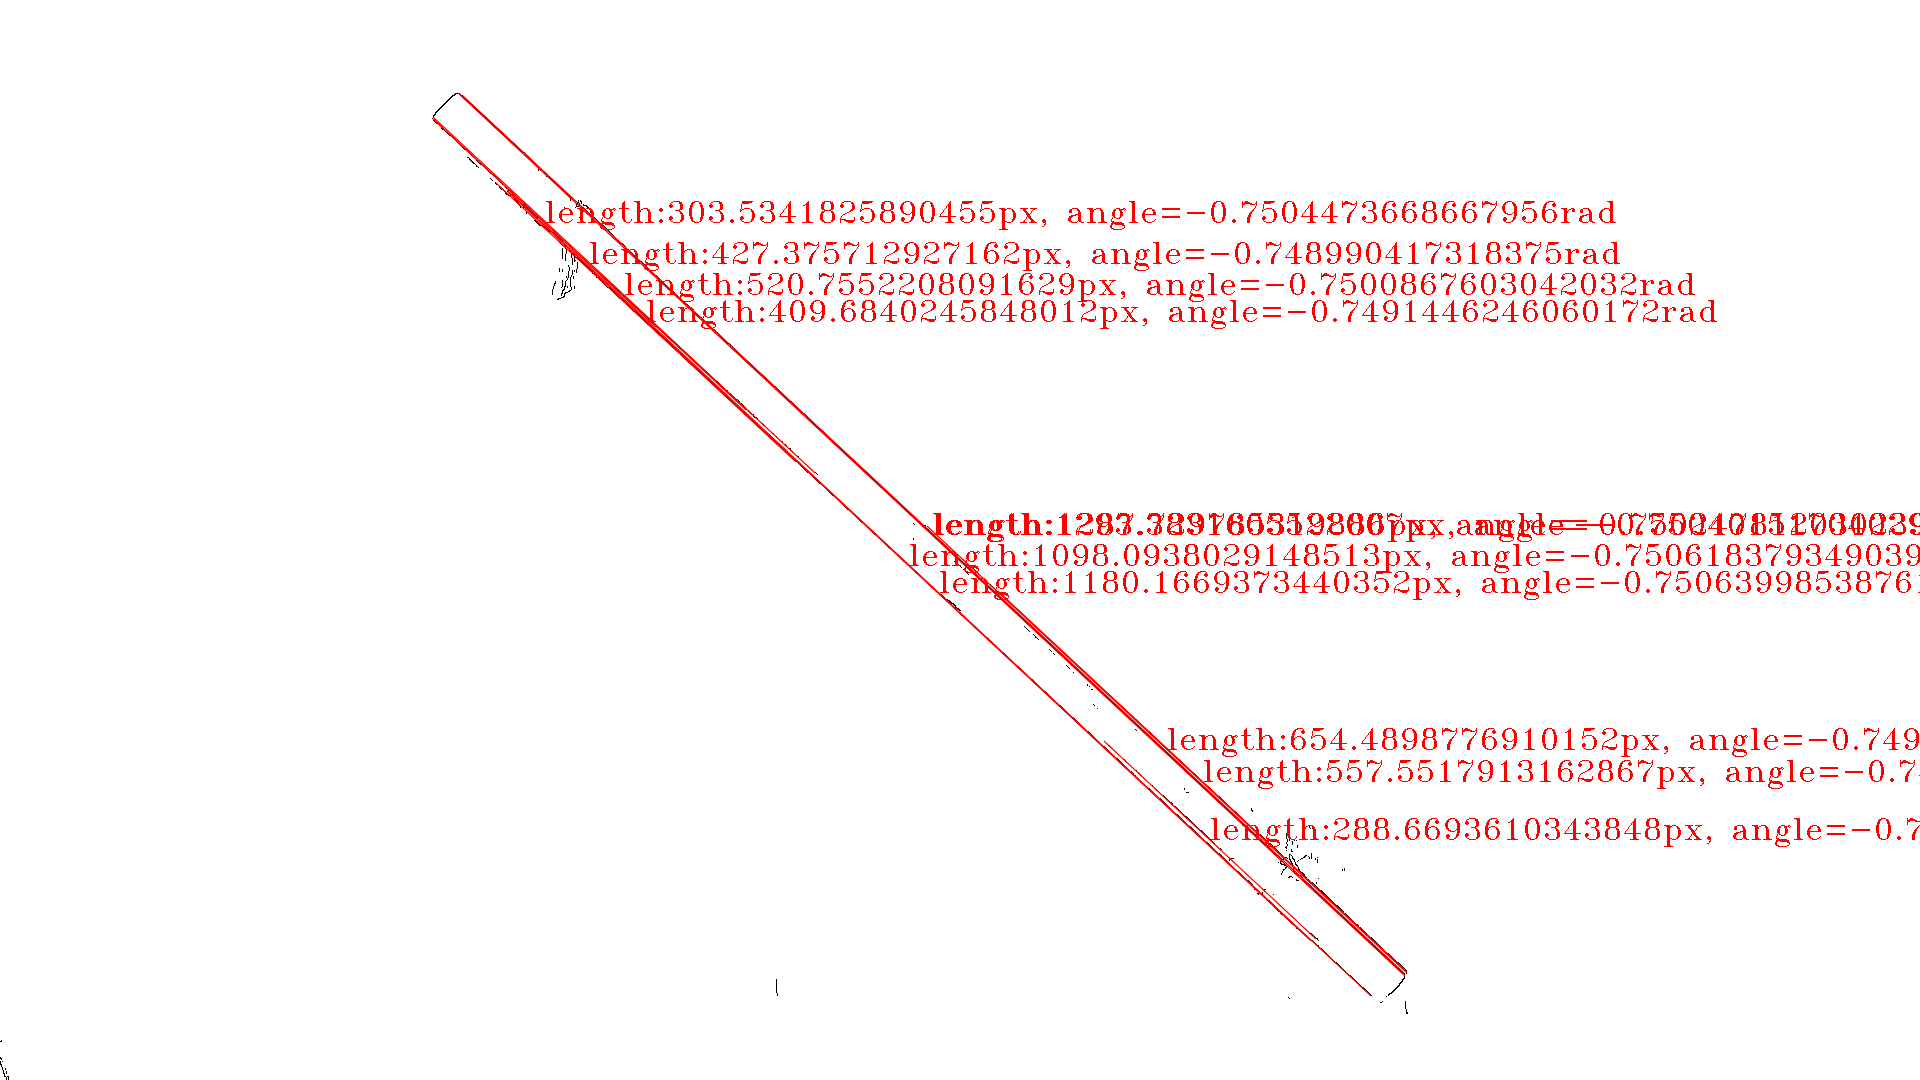 length:303.5341825890455px, angle=−0.7504473668667956rad
length:427.375712927162px, angle=−0.748990417318375rad
length:520.7552208091629px, angle=−0.7500867603042032rad
length:409.6840245848012px, angle=−0.7491446246060172rad
length:1098.0938029148513px, angle=−0.750618379349039
length:1180.1669373440352px, angle=−0.7506399853876
length:654.4898776910152px, angle=−0.749
length:557.5517913162867px, angle=−0.7
length:288.6693610343848px, angle=−0.7